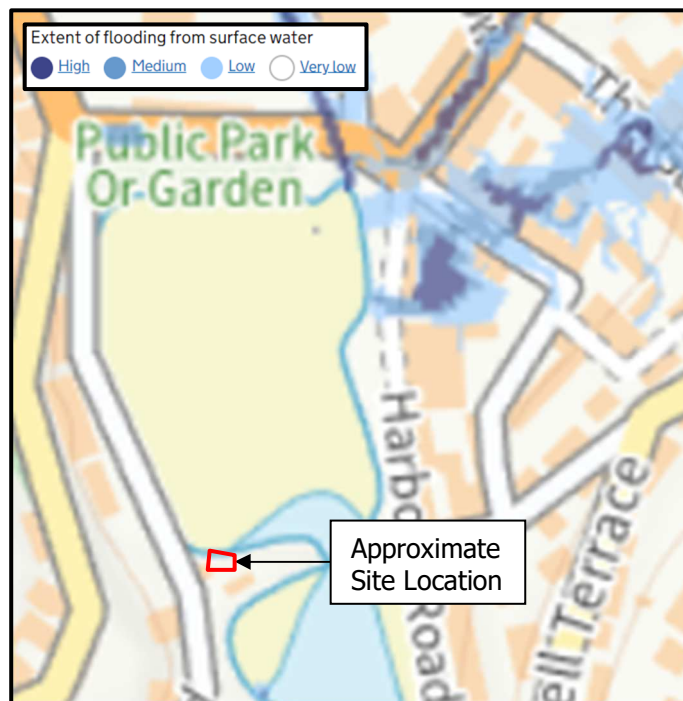 Extent of flooding from surface water
High Medium Low Very low
Public Park
Or Garden
Approximate
Site Location
Road
Terrace